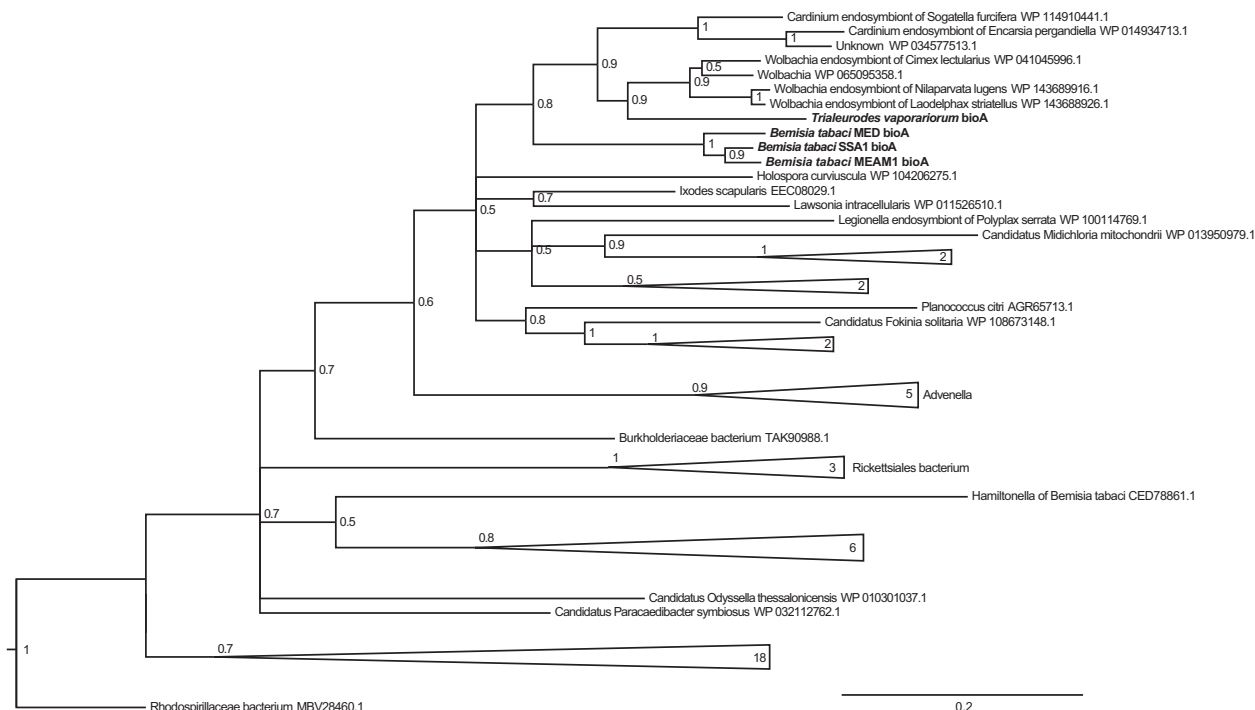 Cardinium endosymbiont of Sogatella furcifera WP 114910441.1
1
Cardinium endosymbiont of Encarsia pergandiella WP 014934713.1
1
Unknown WP 034577513.1
0.9
Wolbachia endosymbiont of Cimex lectularius WP 041045996.1
0.5
Wolbachia WP 065095358.1
0.9
Wolbachia endosymbiont of Nilaparvata lugens WP 143689916.1
1
0.9
Wolbachia endosymbiont of Laodelphax striatellus WP 143688926.1
0.8
Trialeurodes vaporariorum bioA
Bemisia tabaci MED bioA
1
Bemisia tabaci SSA1 bioA
0.9
Bemisia tabaci MEAM1 bioA
Holospora curviuscula WP 104206275.1
Ixodes scapularis EEC08029.1
0.7
Lawsonia intracellularis WP 011526510.1
0.5
Legionella endosymbiont of Polyplax serrata WP 100114769.1
Candidatus Midichloria mitochondrii WP 013950979.1
0.9
0.5
1
2
0.5
2
0.6
Planococcus citri AGR65713.1
0.8
Candidatus Fokinia solitaria WP 108673148.1
1
1
2
0.7
0.9
5
Advenella
Burkholderiaceae bacterium TAK90988.1
1
3
Rickettsiales bacterium
Hamiltonella of Bemisia tabaci CED78861.1
0.7
0.5
0.8
6
Candidatus Odyssella thessalonicensis WP 010301037.1
Candidatus Paracaedibacter symbiosus WP 032112762.1
1
0.7
18
Rhodospirillaceae bacterium MBV28460.1
0.2